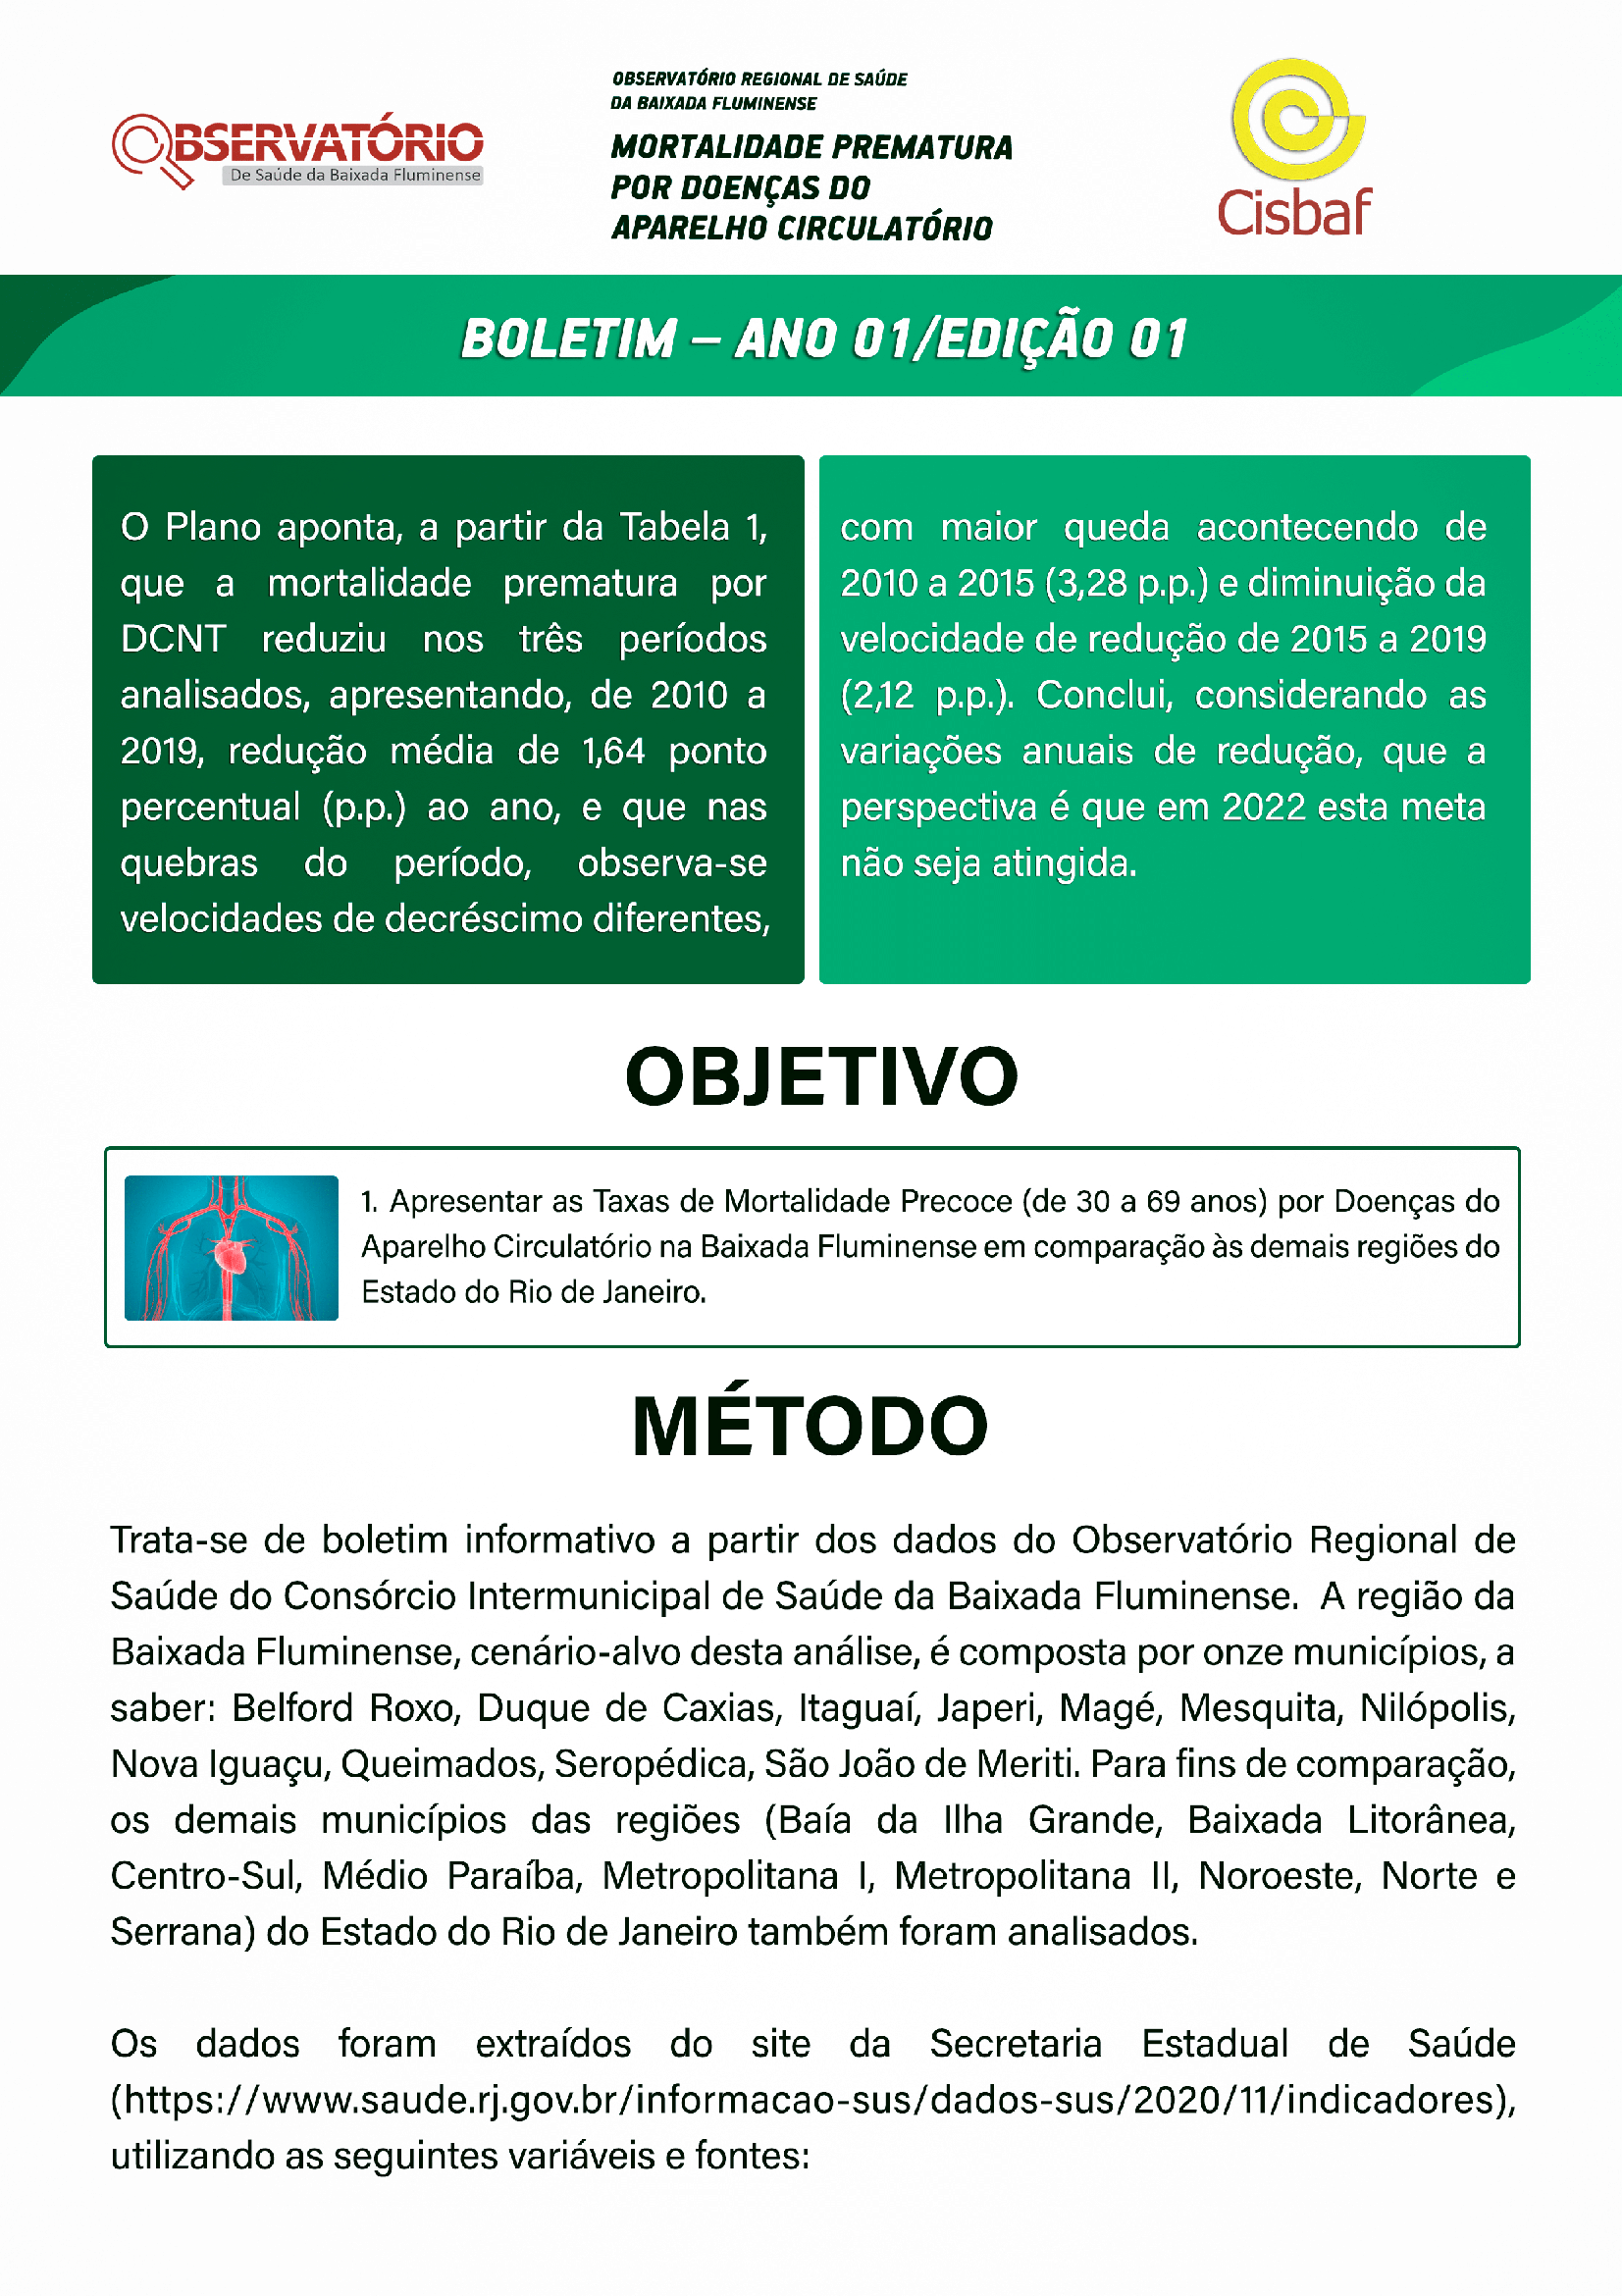 OBSERVATÓRIO
De Saúde da Baixada Fluminense
OBSERVATÓRIO REGIONAL DE SAÚDE
DA BAIXADA FLUMINENSE
MORTALIDADE PREMATURA
POR DOENÇAS DO
APARELHO CIRCULATÓRIO
Cisbaf
BOLETIM – ANO 01/EDIÇÃO 01
O Plano aponta, a partir da Tabela 1,
que a mortalidade prematura por
DCNT reduziu nos três períodos
analisados, apresentando, de 2010 a
2019, redução média de 1,64 ponto
percentual (p.p.) ao ano, e que nas
quebras do período, observa-se
velocidades de decréscimo diferentes,
com maior queda acontecendo de
2010 a 2015 (3,28 p.p.) e diminuição da
velocidade de redução de 2015 a 2019
(2,12 p.p.). Conclui, considerando as
variações anuais de redução, que a
perspectiva é que em 2022 esta meta
não seja atingida.
OBJETIVO
1. Apresentar as Taxas de Mortalidade Precoce (de 30 a 69 anos) por Doenças do
Aparelho Circulatório na Baixada Fluminense em comparação às demais regiões do
Estado do Rio de Janeiro.
MÉTODO
Trata-se de boletim informativo a partir dos dados do Observatório Regional de
Saúde do Consórcio Intermunicipal de Saúde da Baixada Fluminense. A região da
Baixada Fluminense, cenário-alvo desta análise, é composta por onze municípios, a
saber: Belford Roxo, Duque de Caxias, Itaguaí, Japeri, Magé, Mesquita, Nilópolis,
Nova Iguaçu, Queimados, Seropédica, São João de Meriti. Para fins de comparação,
os demais municípios das regiões (Baía da Ilha Grande, Baixada Litorânea,
Centro-Sul, Médio Paraíba, Metropolitana I, Metropolitana II, Noroeste, Norte e
Serrana) do Estado do Rio de Janeiro também foram analisados.
Os dados foram extraídos do site da Secretaria Estadual de Saúde
(https://www.saude.rj.gov.br/informacao-sus/dados-sus/2020/11/indicadores),
utilizando as seguintes variáveis e fontes: